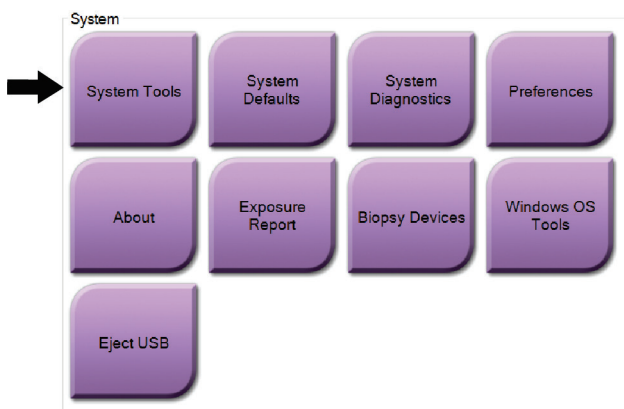 System
System Tools
System
Defaults
System
Diagnostics
Preferences
About
Exposure
Report
Biopsy Devices
Windows OS
Tools
Eject USB